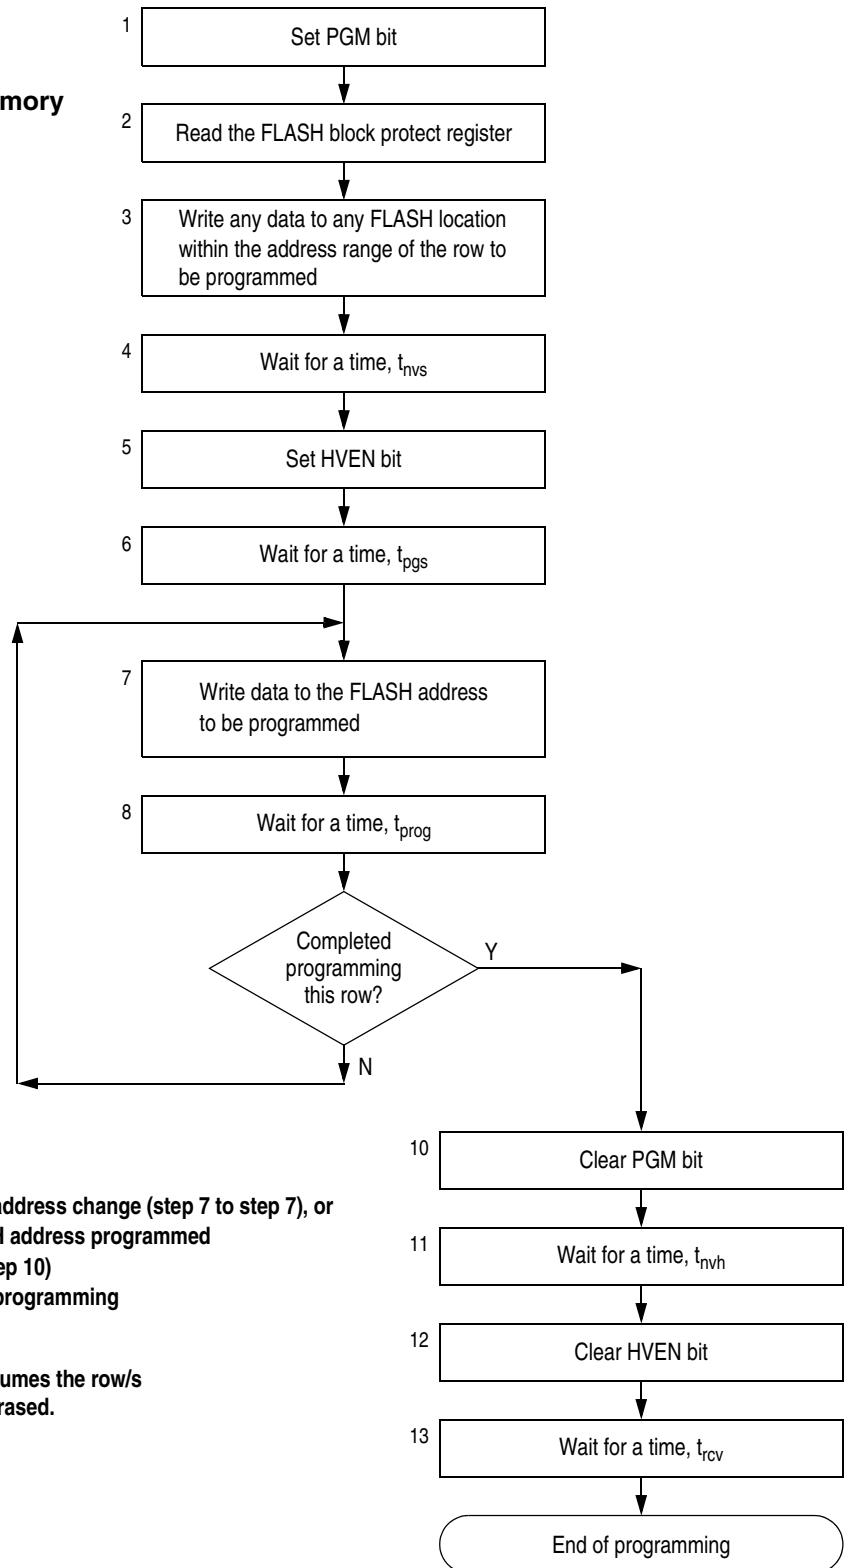 1
Set PGM bit
mory
2
Read the FLASH block protect register
3
Write any data to any FLASH location
within the address range of the row to
be programmed
4
Wait for a time, tnvs
5
Set HVEN bit
6
Wait for a time, tpgs
7
Write data to the FLASH address
to be programmed
8
Wait for a time, tprog
Completed
programming
this row?
Y
N
10
Clear PGM bit
address change (step 7 to step 7), or
H address programmed
ep 10)
programming
11
Wait for a time, tnvh
12
Clear HVEN bit
umes the row/s
rased.
13
Wait for a time, trcv
End of programming